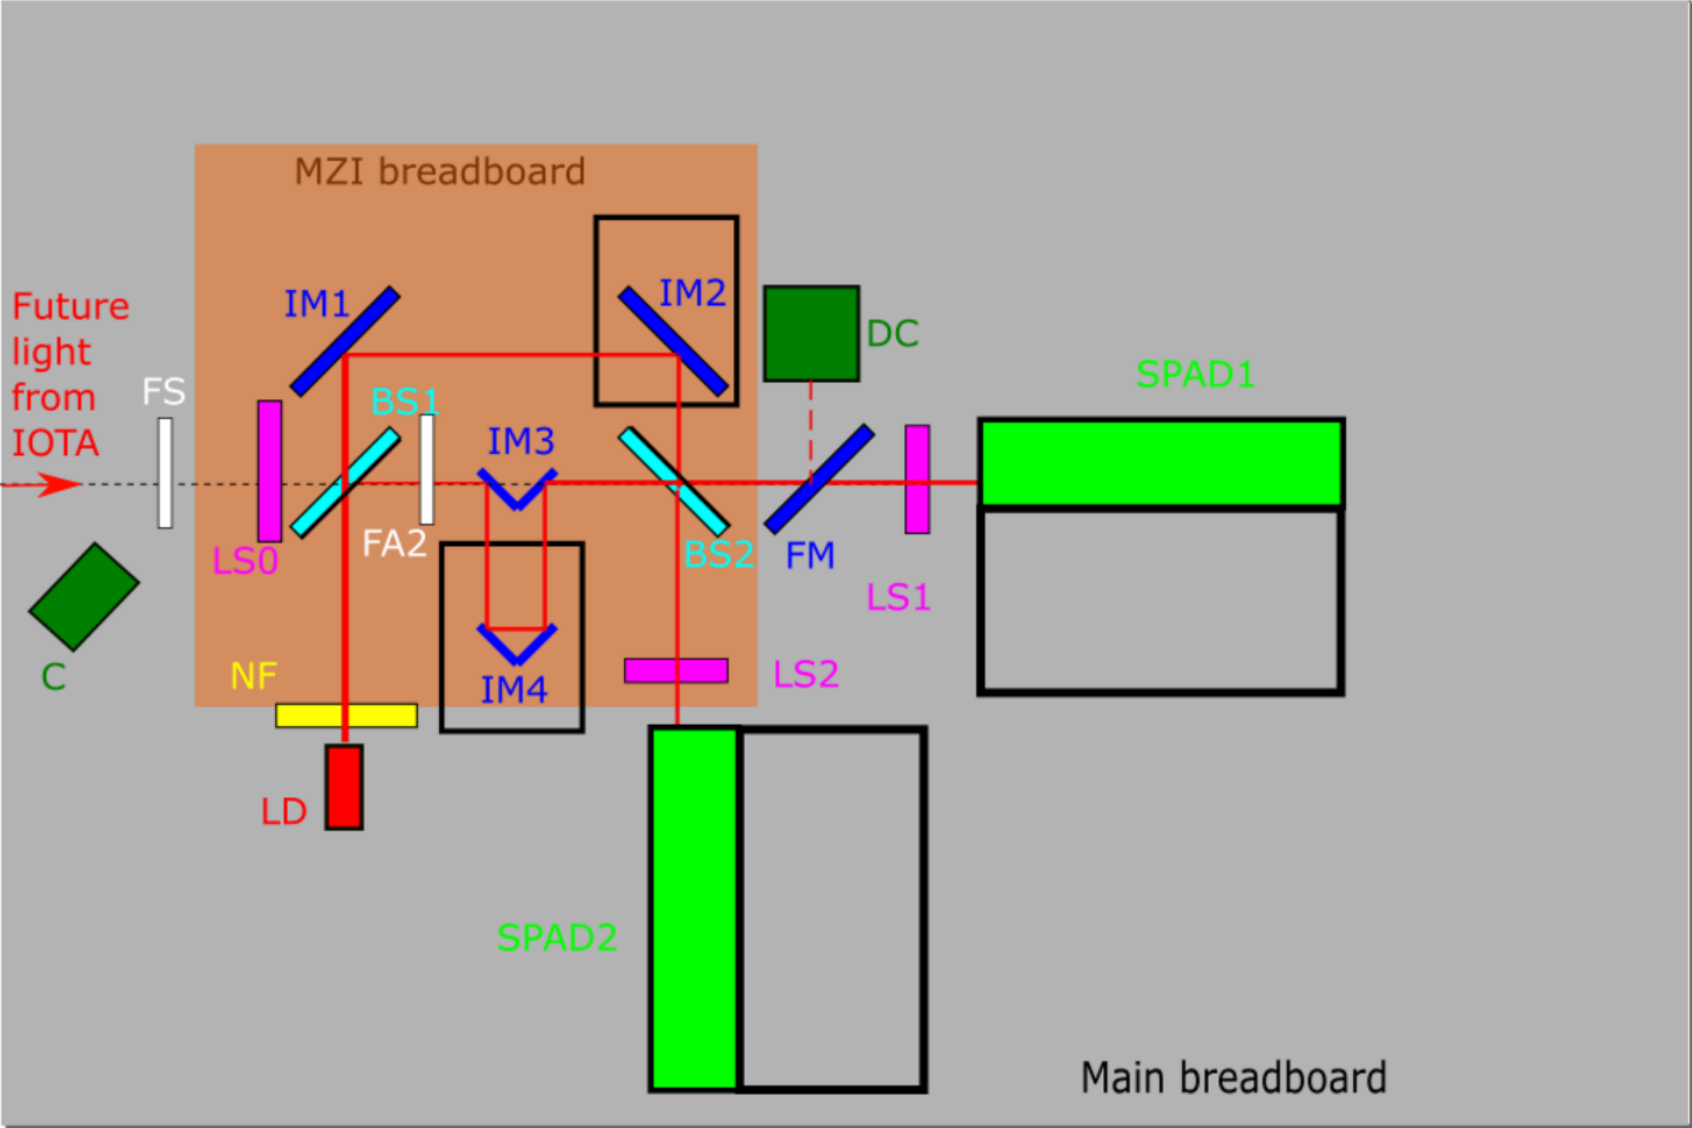 MZI breadboard
IM1
IM2
Future
light
from
IOTA
DC
SPAD1
FS
BS1
IM3
FA2
LS0
BS2
FM
LS1
C
NF
IM4
LS2
LD
SPAD2
Main breadboard